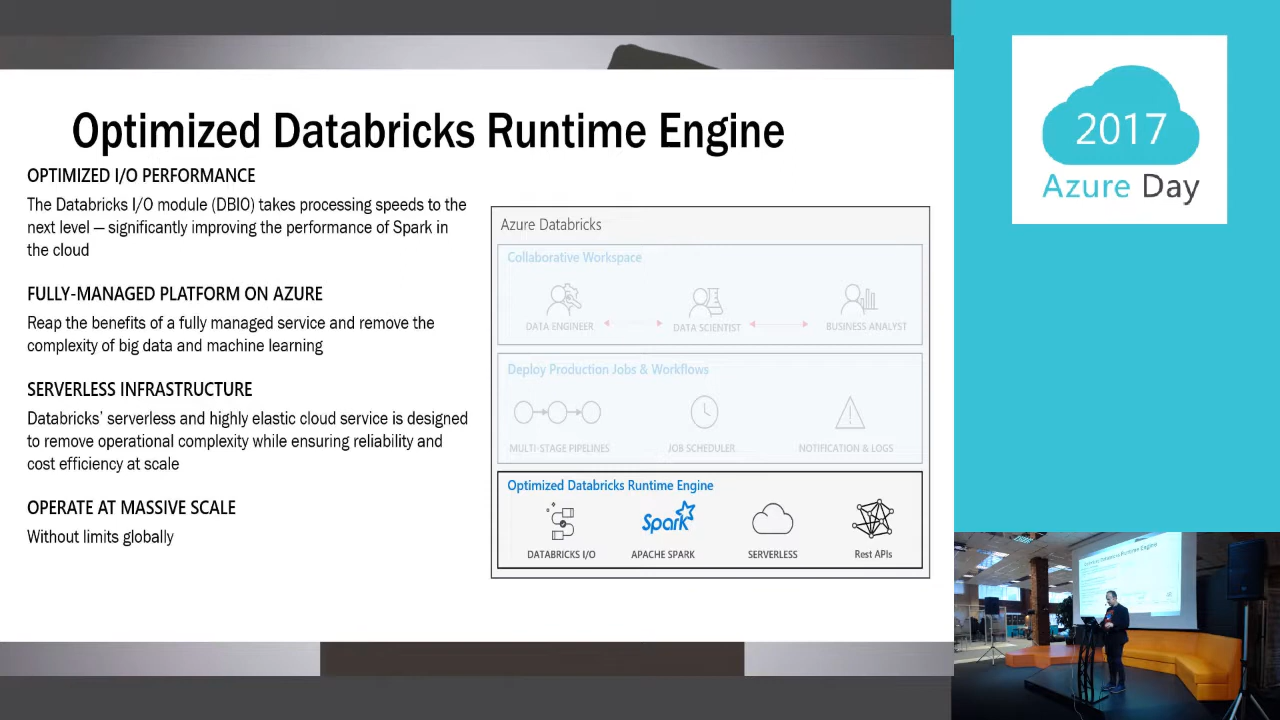 Optimized Databricks Runtime Engine
OPTIMIZED I/O PERFORMANCE
The Databricks I/O module (DBIO) takes processing speeds to the
next level — significantly improving the performance of Spark in
the cloud
FULLY-MANAGED PLATFORM ON AZURE
Reap the benefits of a fully managed service and remove the
complexity of big data and machine learning
SERVERLESS INFRASTRUCTURE
Databricks' serverless and highly elastic cloud service is designed
to remove operational complexity while ensuring reliability and
cost efficiency at scale
OPERATE AT MASSIVE SCALE
Without limits globally
Azure Databricks
Collaborative Workspace
DATA ENGINEER
DATA SCIENTIST
BUSINESS ANALYST
Deploy Production Jobs & Workflows
MULTI-STAGE PIPELINES
JOB SCHEDULER
NOTIFICATION & LOGS
Optimized Databricks Runtime Engine
Spark
DATABRICKS I/O
APACHE SPARK
SERVERLESS
Rest APIs
2017
Azure Day
Optimized Databricks Runtime Engine